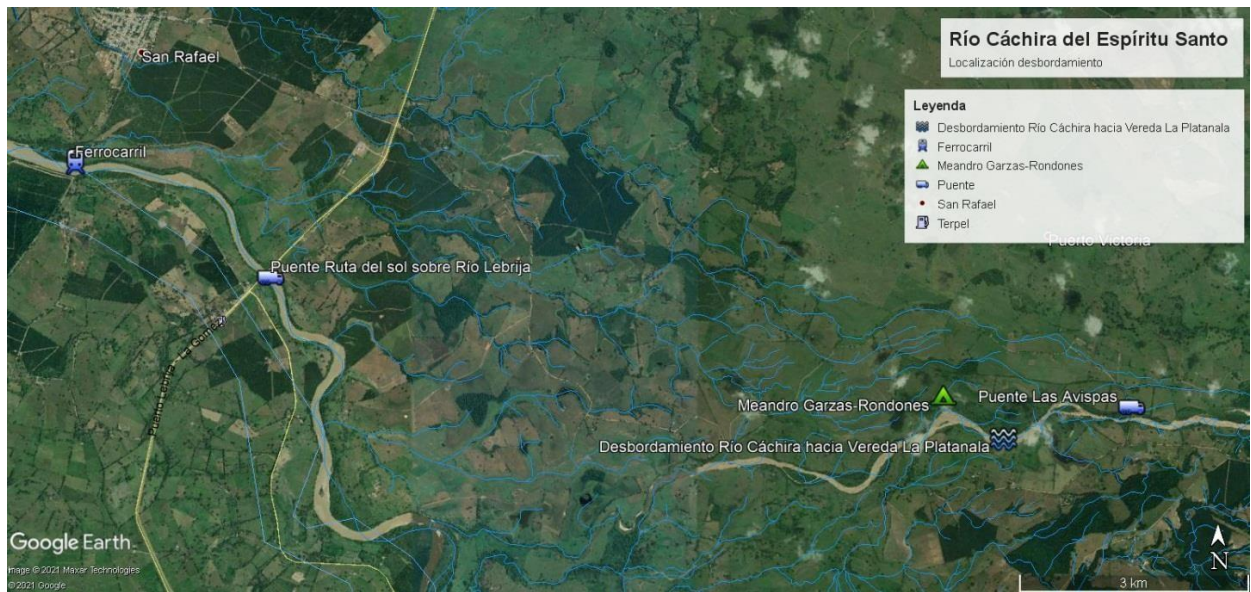 Río Cáchira del Espíritu Santo
Localización desbordamiento
Leyenda
Desbordamiento Río Cáchira hacia Vereda La Platanala
Ferrocarril
Meandro Garzas-Rondones
Puente
San Rafael
Terpel
San Rafael
Ferrocarril
Puerto Victoria
Puente Ruta del sol sobre Río Lebrija
Meandro Garzas-Rondones
Puente Las Avispas
Desbordamiento Río Cáchira hacia Vereda La Platanala
Google Earth
Image © 2021 Maxar Technologies
© 2021 Google
N
3 km